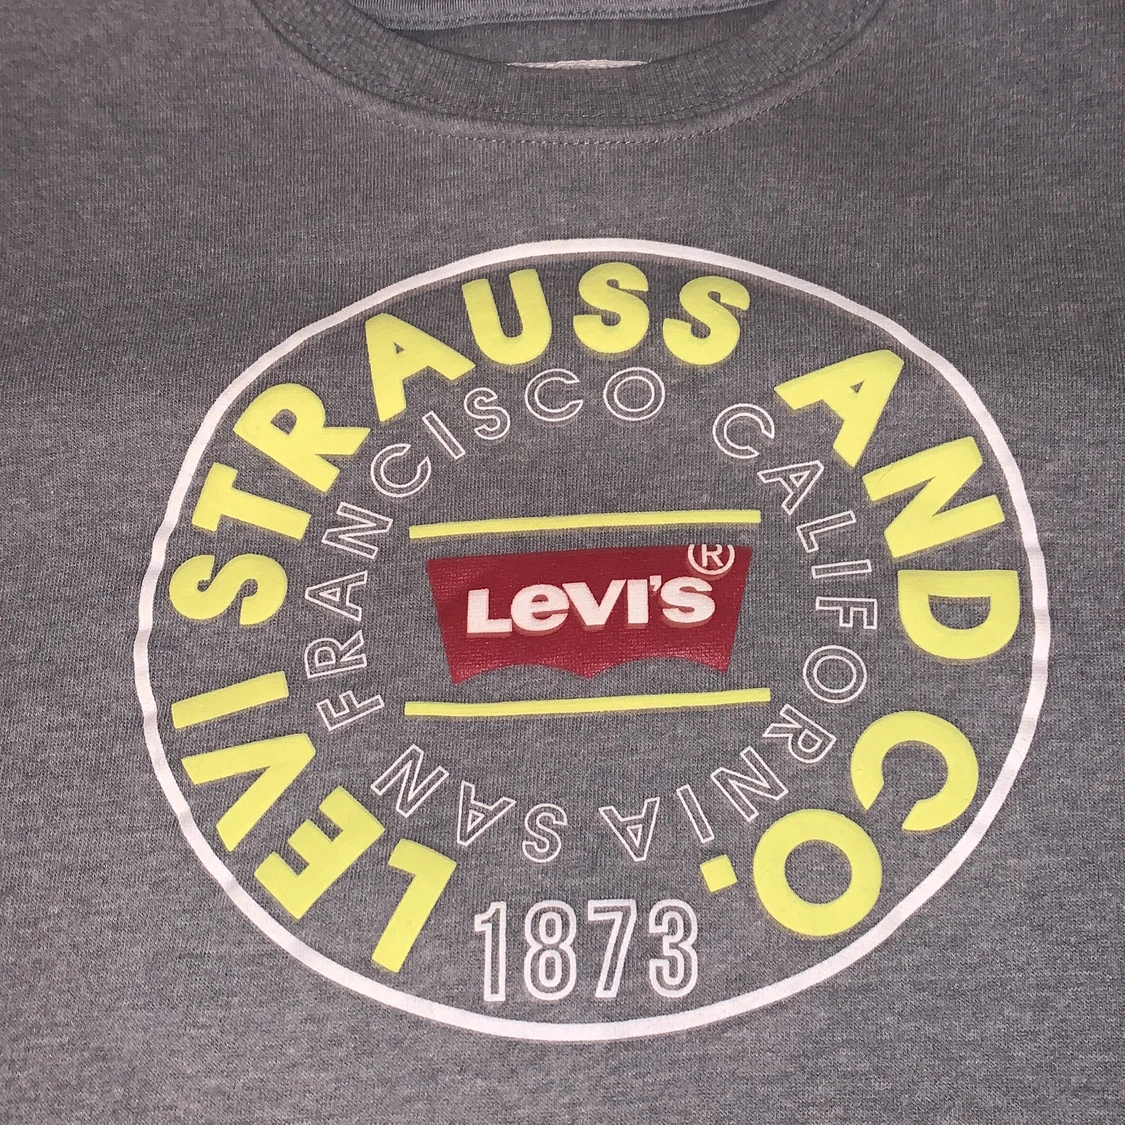 LEVI STRAUSS AND CO.
SAN FRANCISCO CALIFORNIA
LeVI'S ®
1873